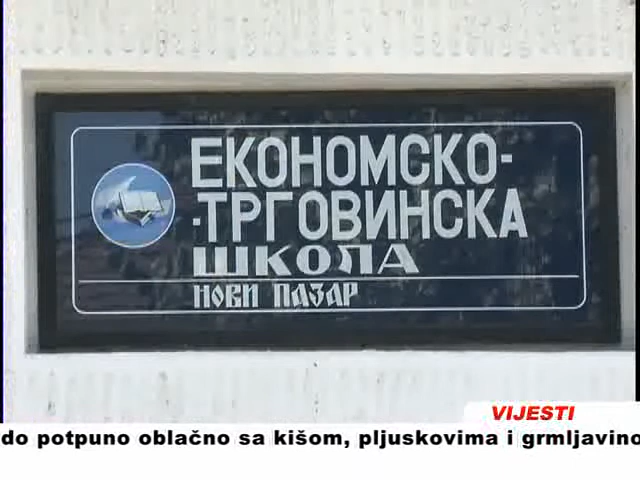 ЕКОНОМСКО-
-ТРГОВИНСКА
ШКОЛА
НОВИ ПАЗАР
VIJESTI
do potpuno oblačno sa kišom, pljuskovima i grmljavino